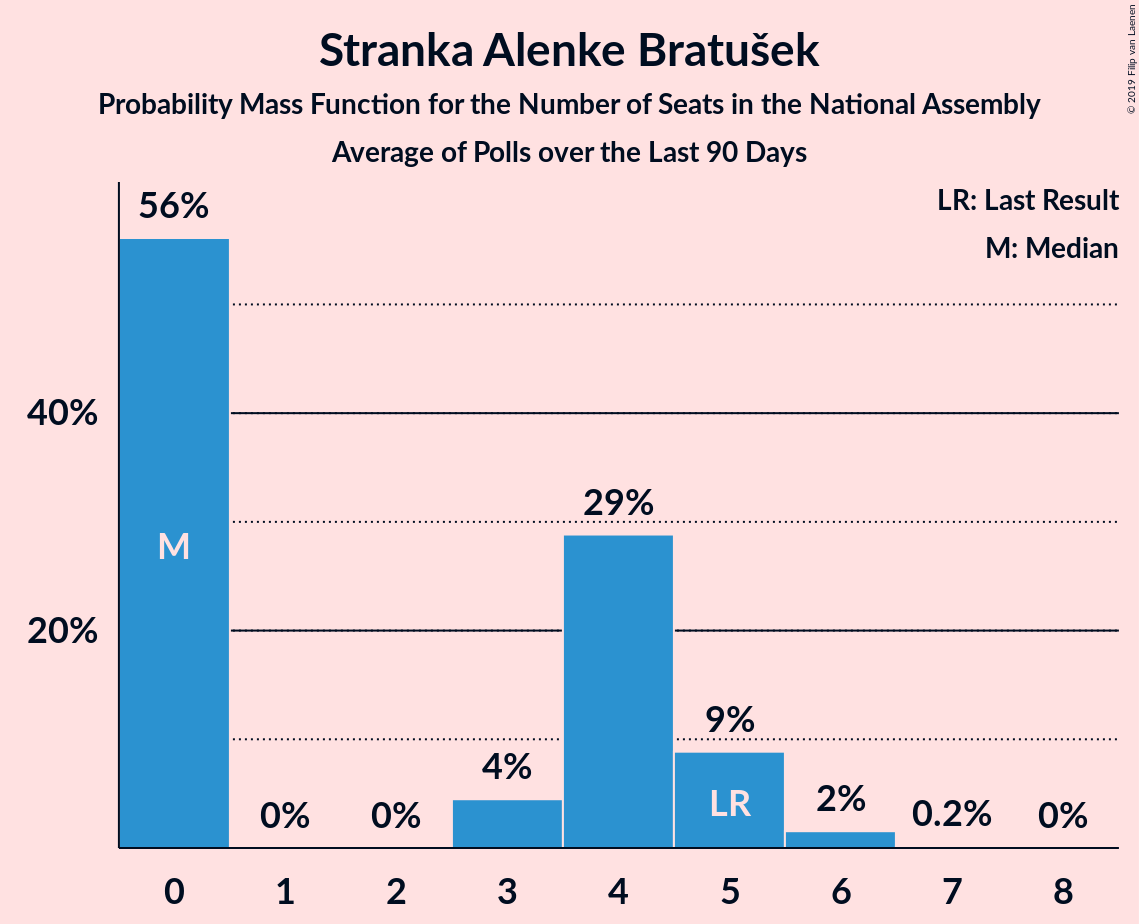 Stranka Alenke Bratušek
Probability Mass Function for the Number of Seats in the National Assembly
Average of Polls over the Last 90 Days
© 2019 Filip van Laenen
LR: Last Result
M: Median
56%
40%
29%
M
20%
9%
4%
LR
2%
0%
0%
0.2%
0%
0 1 2 3 4 5 6 7 8